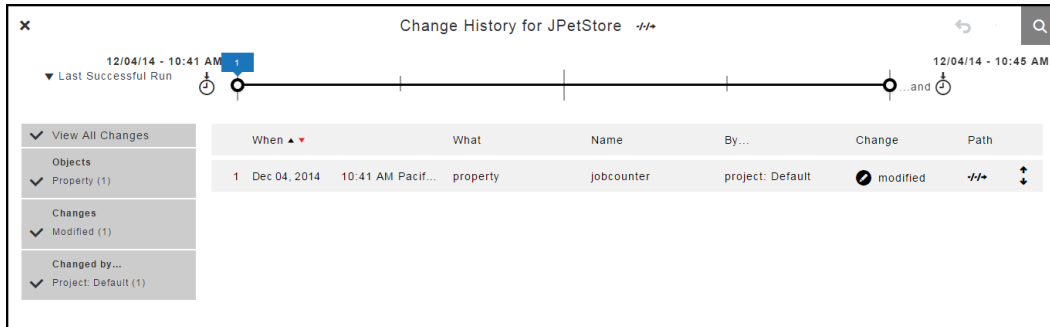 Change History for JPetStore
12/04/14 - 10:41 AM
1
12/04/14 - 10:45 AM
Last Successful Run
...and
View All Changes
When What Name By... Change Path
Objects
Property (1)
1 Dec 04, 2014 10:41 AM Pacif... property jobcounter project: Default modified
Changes
Modified (1)
Changed by...
Project: Default (1)